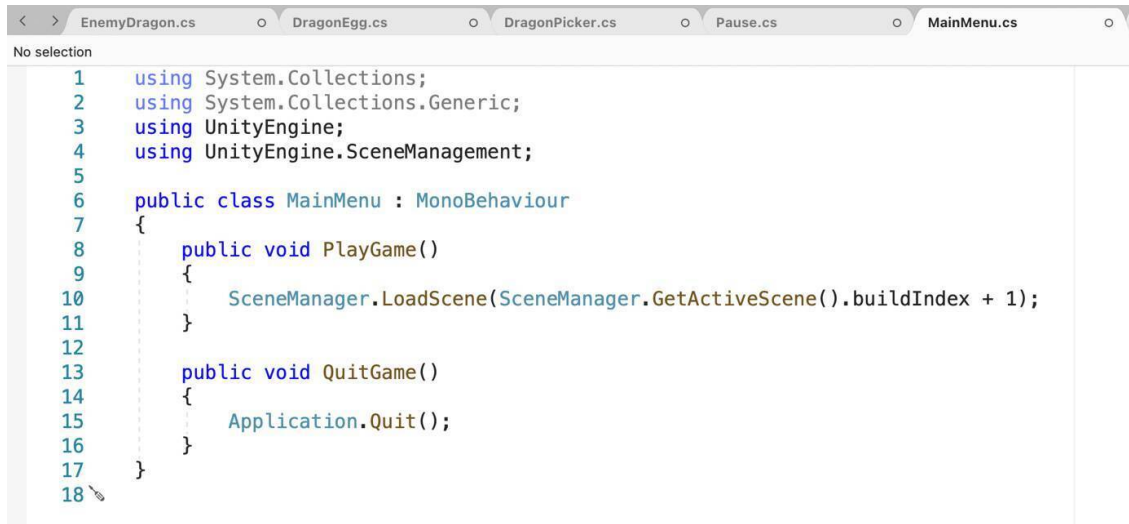 EnemyDragon.cs DragonEgg.cs DragonPicker.cs Pause.cs MainMenu.cs
No selection
1 using System.Collections;
2 using System.Collections.Generic;
3 using UnityEngine;
4 using UnityEngine.SceneManagement;
5
6 public class MainMenu : MonoBehaviour
7 {
8 public void PlayGame()
9 {
10 SceneManager.LoadScene(SceneManager.GetActiveScene().buildIndex + 1);
11 }
12
13 public void QuitGame()
14 {
15 Application.Quit();
16 }
17 }
18